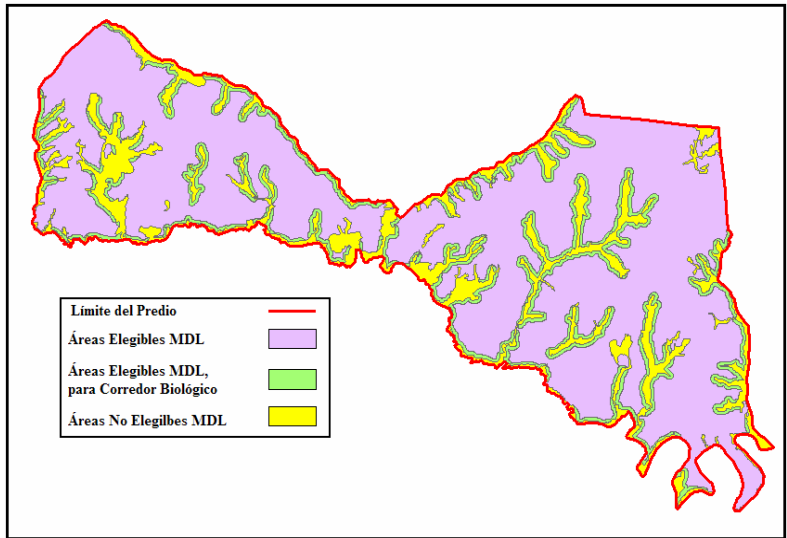 Límite del Predio
Áreas Elegibles MDL
Áreas Elegibles MDL,
para Corredor Biológico
Áreas No Elegilbes MDL